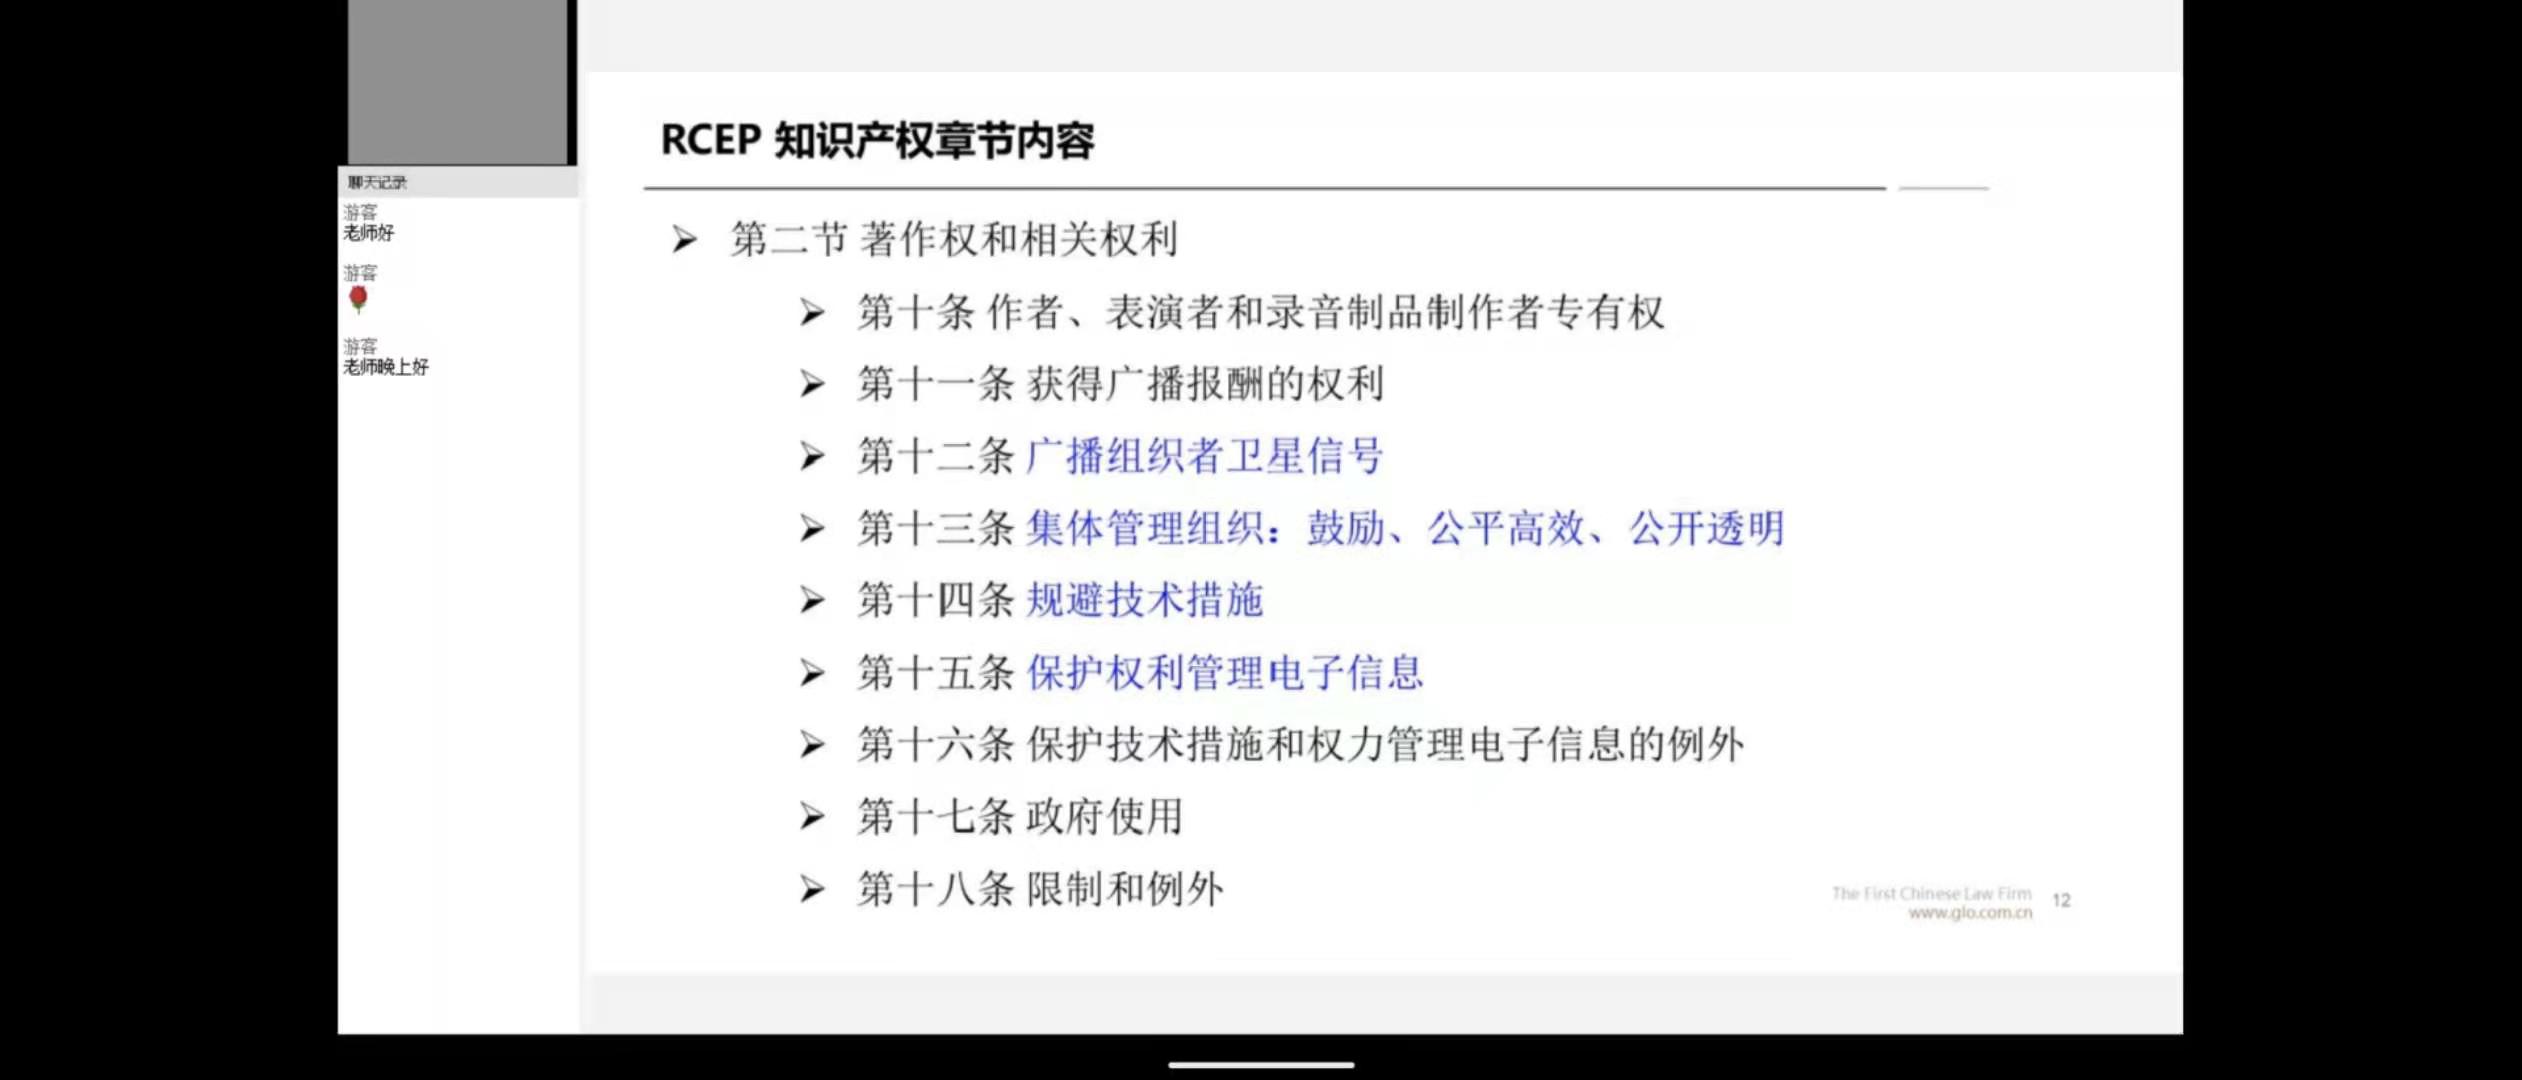 聊天记录
游客
老师好
游客
游客
老师晚上好
RCEP 知识产权章节内容
第二节 著作权和相关权利
第十条 作者、表演者和录音制品制作者专有权
第十一条 获得广播报酬的权利
第十二条 广播组织者卫星信号
第十三条 集体管理组织：鼓励、公平高效、公开透明
第十四条 规避技术措施
第十五条 保护权利管理电子信息
第十六条 保护技术措施和权力管理电子信息的例外
第十七条 政府使用
第十八条 限制和例外
The First Chinese Law Firm
www.glo.com.cn
12